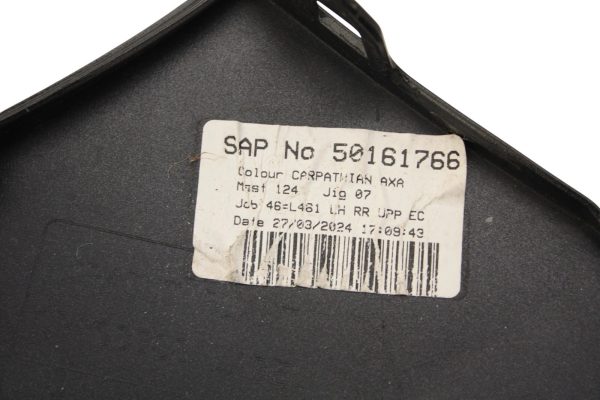 SAP No 50161766
Colour CARPATHIAN AXA
Mast 124 Jig 07
Job 46=L461 LH RR UPP EC
Date 27/03/2024 17:09:43